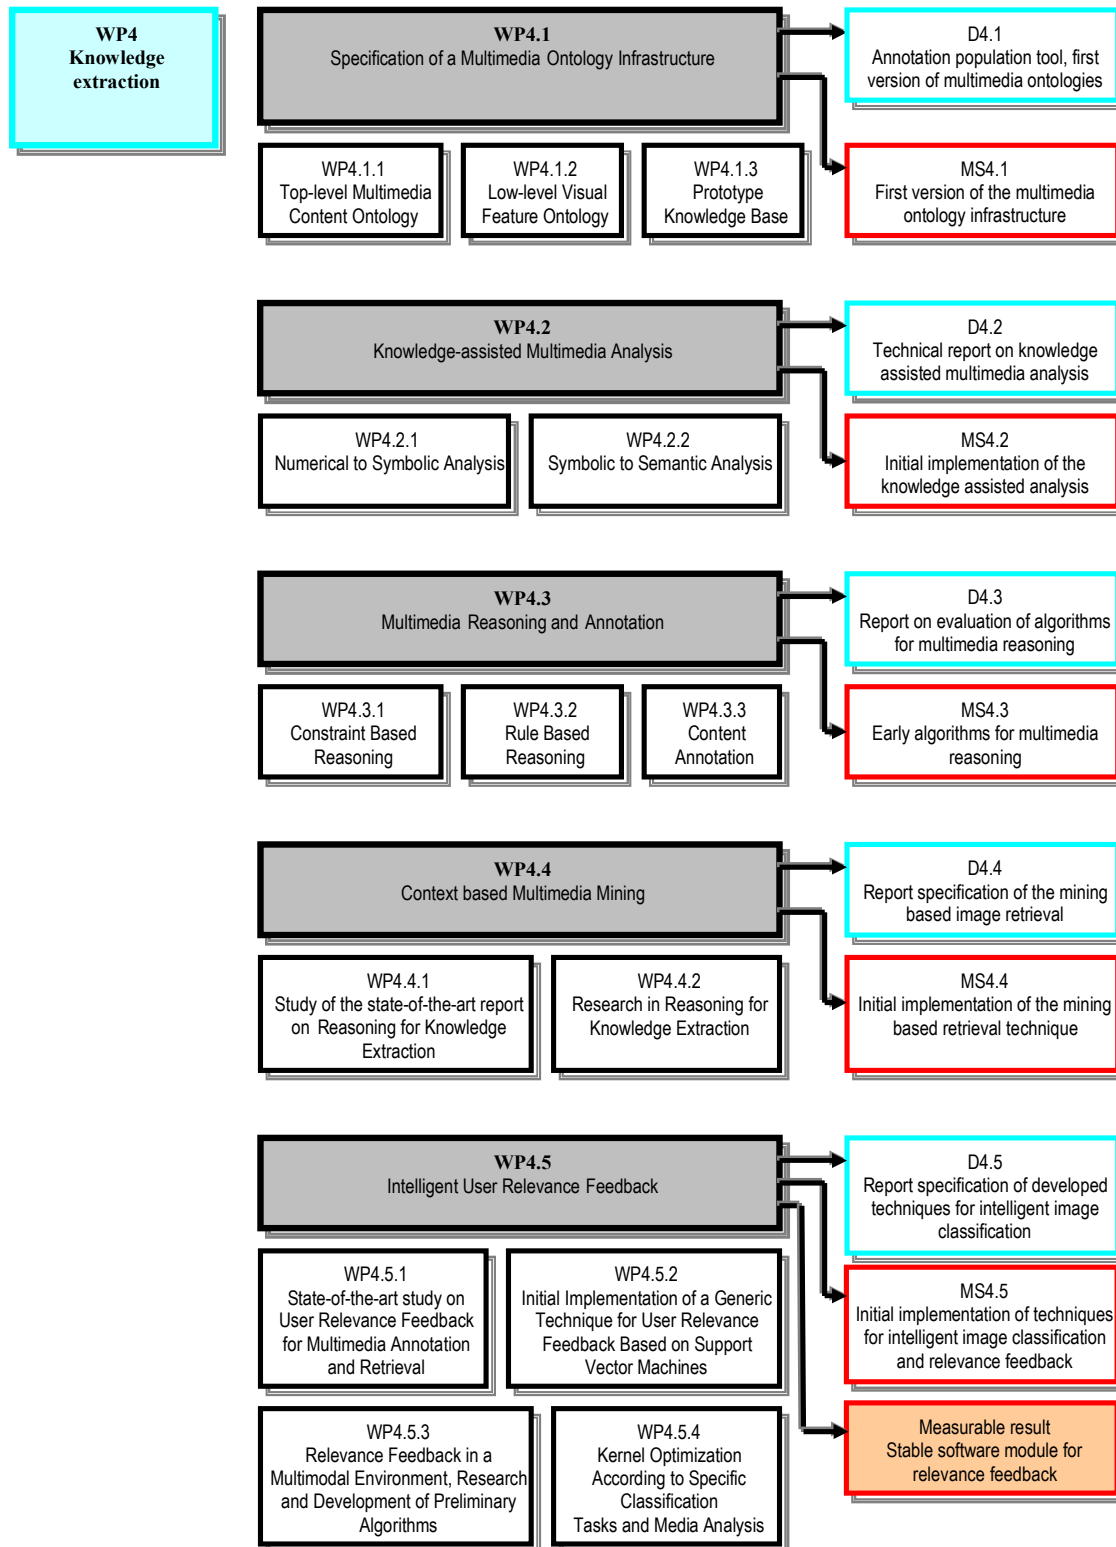 WP4
Knowledge
extraction
WP4.1
Specification of a Multimedia Ontology Infrastructure
D4.1
Annotation population tool, first
version of multimedia ontologies
WP4.1.1
Top-level Multimedia
Content Ontology
WP4.1.2
Low-level Visual
Feature Ontology
WP4.1.3
Prototype
Knowledge Base
MS4.1
First version of the multimedia
ontology infrastructure
WP4.2
Knowledge-assisted Multimedia Analysis
D4.2
Technical report on knowledge
assisted multimedia analysis
WP4.2.1
Numerical to Symbolic Analysis
WP4.2.2
Symbolic to Semantic Analysis
MS4.2
Initial implementation of the
knowledge assisted analysis
WP4.3
Multimedia Reasoning and Annotation
D4.3
Report on evaluation of algorithms
for multimedia reasoning
WP4.3.1
Constraint Based
Reasoning
WP4.3.2
Rule Based
Reasoning
WP4.3.3
Content
Annotation
MS4.3
Early algorithms for multimedia
reasoning
WP4.4
Context based Multimedia Mining
D4.4
Report specification of the mining
based image retrieval
WP4.4.1
Study of the state-of-the-art report
on Reasoning for Knowledge
Extraction
WP4.4.2
Research in Reasoning for
Knowledge Extraction
MS4.4
Initial implementation of the mining
based retrieval technique
WP4.5
Intelligent User Relevance Feedback
D4.5
Report specification of developed
techniques for intelligent image
classification
WP4.5.1
State-of-the-art study on
User Relevance Feedback
for Multimedia Annotation
and Retrieval
WP4.5.2
Initial Implementation of a Generic
Technique for User Relevance
Feedback Based on Support
Vector Machines
MS4.5
Initial implementation of techniques
for intelligent image classification
and relevance feedback
WP4.5.3
Relevance Feedback in a
Multimodal Environment, Research
and Development of Preliminary
Algorithms
WP4.5.4
Kernel Optimization
According to Specific
Classification
Tasks and Media Analysis
Measurable result
Stable software module for
relevance feedback